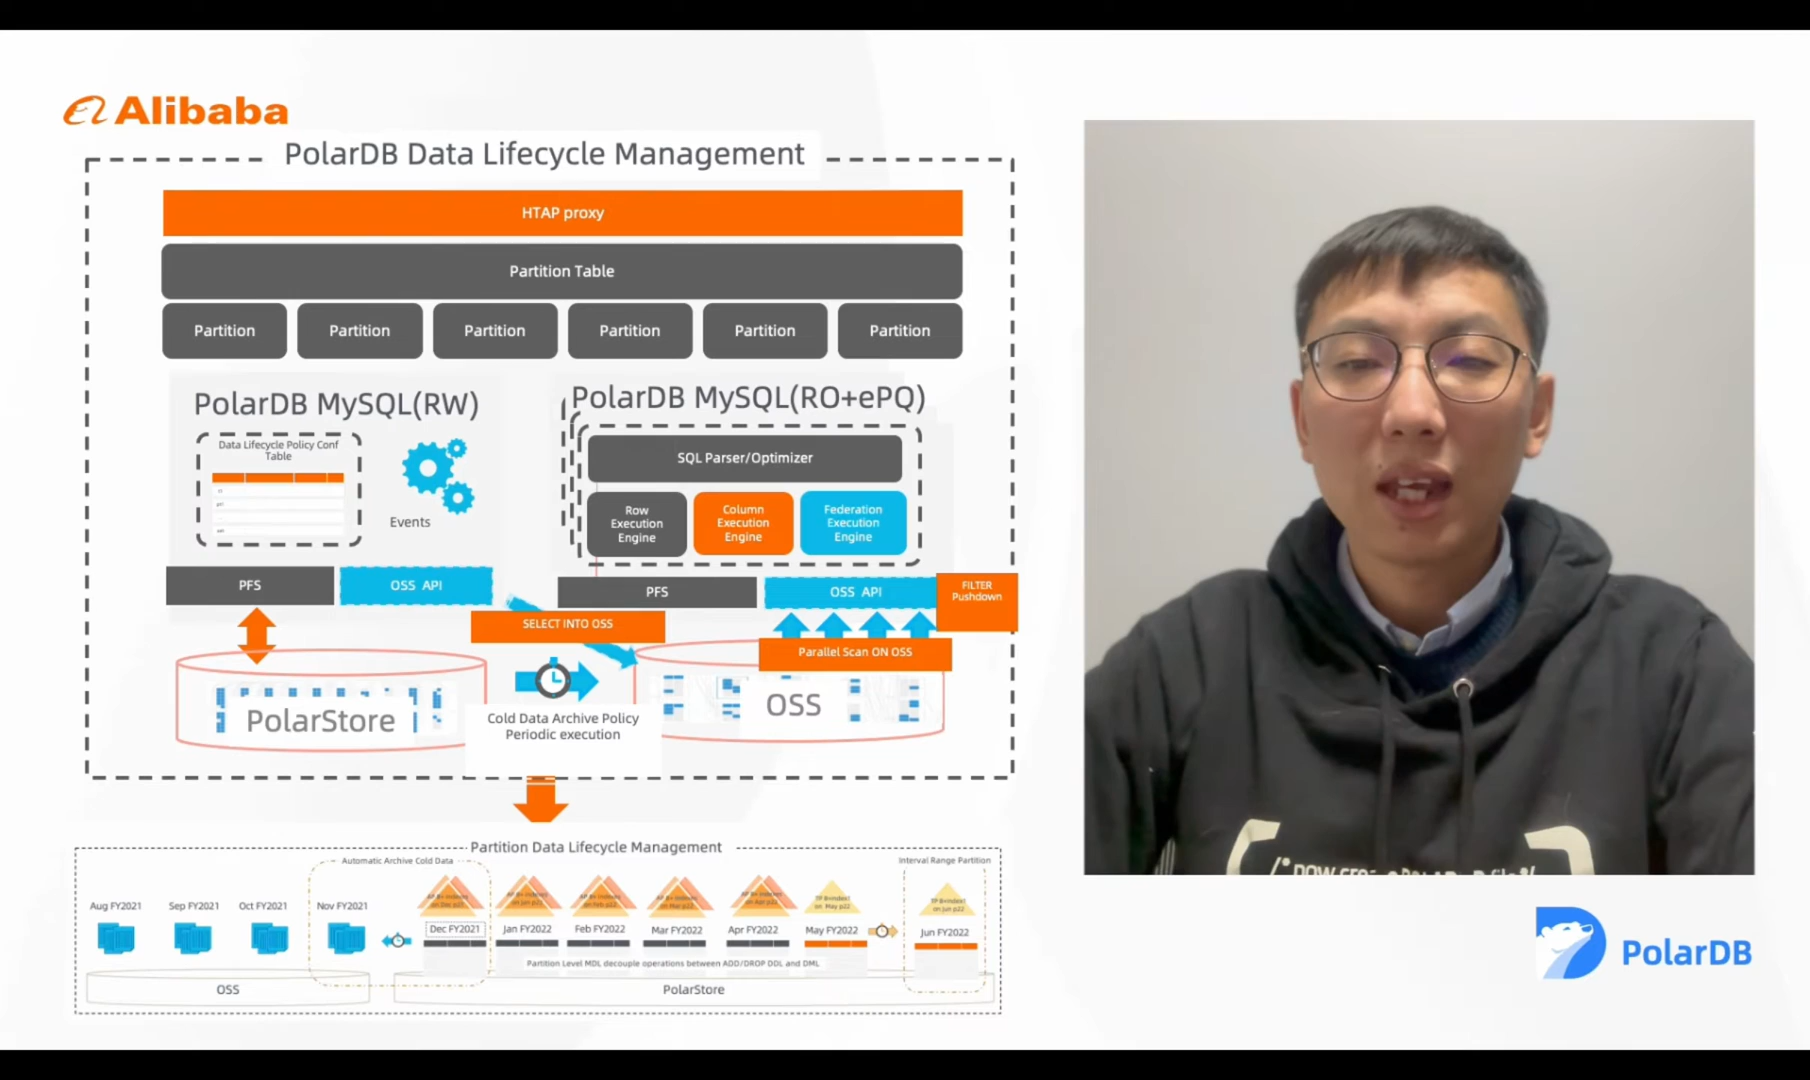 Alibaba
PolarDB Data Lifecycle Management
HTAP proxy
Partition Table
Partition
Partition
Partition
Partition
Partition
Partition
PolarDB MySQL(RW)
Data Lifecycle Policy Conf
Table
Events
PFS
OSS API
PolarDB MySQL(RO+ePQ)
SQL Parser/Optimizer
Row
Execution
Engine
Column
Execution
Engine
Federation
Execution
Engine
PFS
OSS API
FILTER
Pushdown
SELECT INTO OSS
Parallel Scan ON OSS
PolarStore
Cold Data Archive Policy
Periodic execution
OSS
Partition Data Lifecycle Management
Automatic Archive Cold Data
Interval Range Partition
Aug FY2021
Sep FY2021
Oct FY2021
Nov FY2021
Dec FY2021
Jan FY2022
Feb FY2022
Mar FY2022
Apr FY2022
May FY2022
Jun FY2022
Partition Level MDL decouple operations between ADD/DROP DDL and DML
OSS
PolarStore
PolarDB